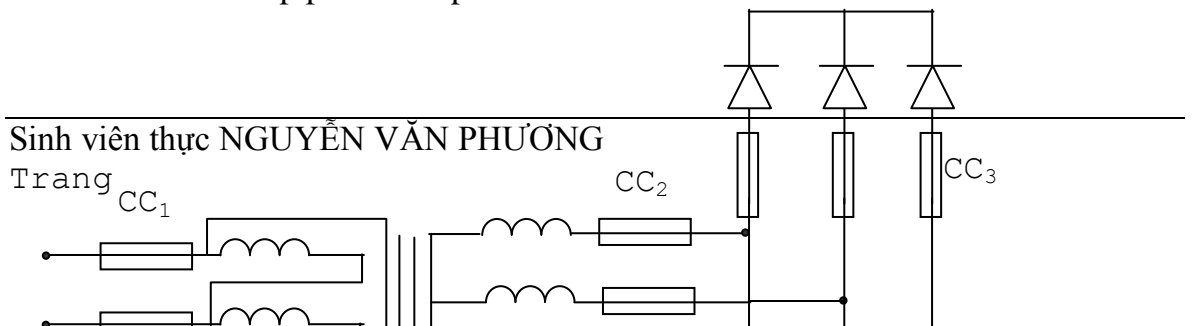 Sinh viên thực NGUYỄN VĂN PHƯƠNG
Trang
CC₁
CC₂
CC₃